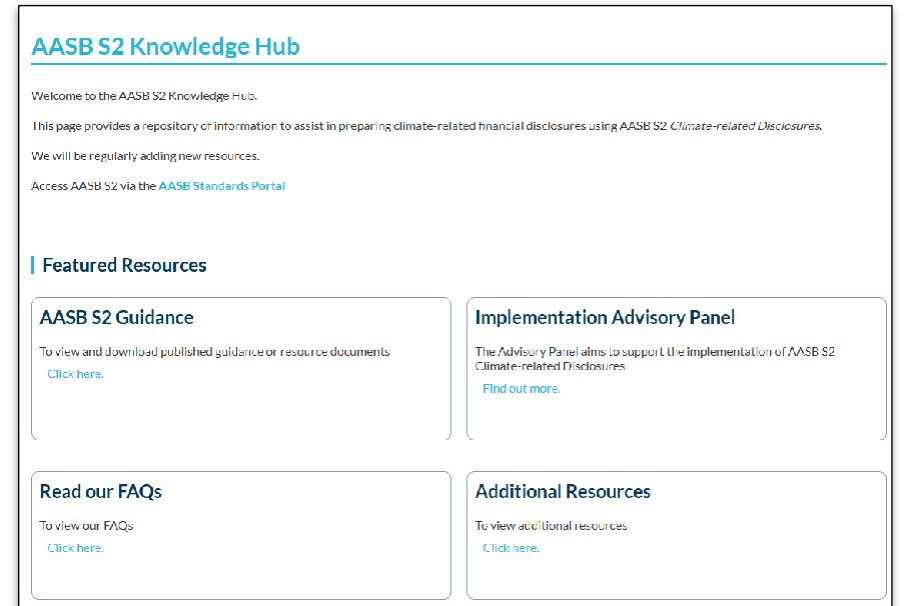 AASB S2 Knowledge Hub
Welcome to the AASB S2 Knowledge Hub.
This page provides a repository of information to assist in preparing climate-related financial disclosures using AASB S2 Climate-related Disclosures.
We will be regularly adding new resources.
Access AASB S2 via the AASB Standards Portal
Featured Resources
AASB S2 Guidance
To view and download published guidance or resource documents
Click here.
Implementation Advisory Panel
The Advisory Panel aims to support the implementation of AASB S2
Climate-related Disclosures
Find out more.
Read our FAQs
To view our FAQs
Click here.
Additional Resources
To view additional resources
Click here.